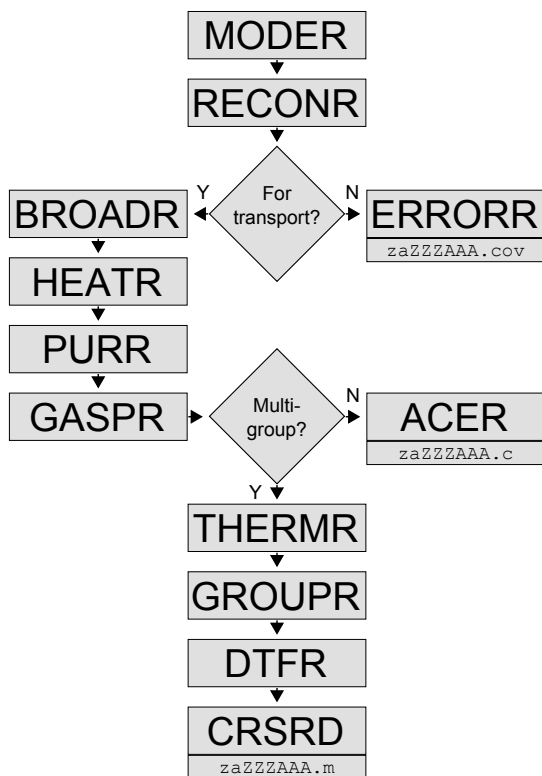 MODER
RECONR
For
transport?
Y
N
BROADR
ERRORR
zaZZZAAA.cov
HEATR
PURR
GASPR
Multi-
group?
N
ACER
zaZZZAAA.c
Y
THERMR
GROUPR
DTFR
CRSRD
zaZZZAAA.m